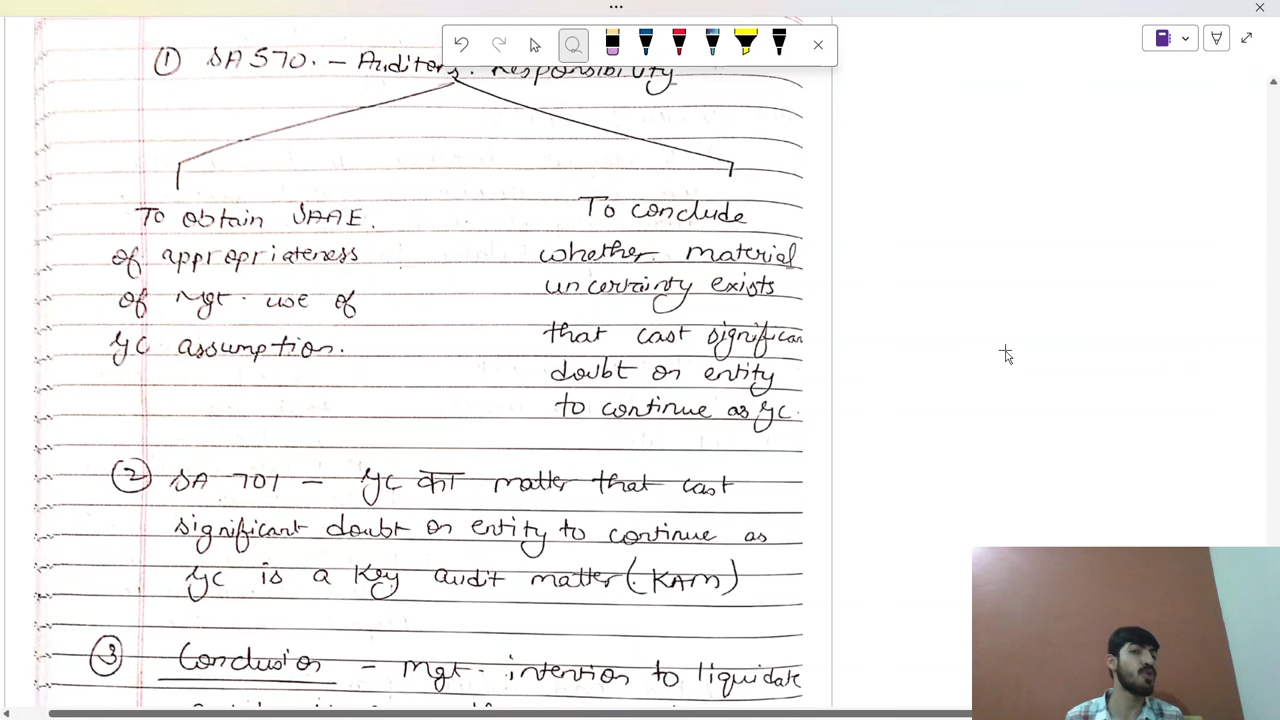 ① SA 570. - Auditors. Responsibility
To obtain SAAE.
of appropriateness
of Mgt. use of
GC assumption.
To conclude
whether material
uncertainty exists
that cast significan
doubt on entity
to continue as GC.
② SA 701 - GC का matter that cast
significant doubt on entity to continue as
GC is a Key audit matter (KAM)
③ Conclusion - Mgt. intention to liquidate